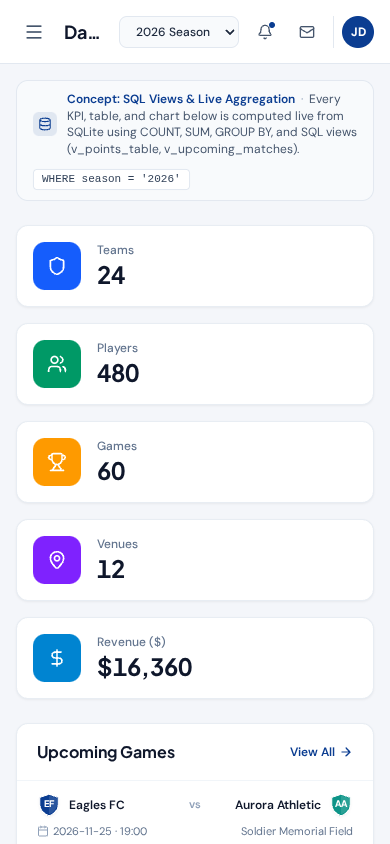 Da...
2026 Season
JD
Concept: SQL Views & Live Aggregation · Every
KPI, table, and chart below is computed live from
SQLite using COUNT, SUM, GROUP BY, and SQL views
(v_points_table, v_upcoming_matches).
WHERE season = '2026'
Teams
24
Players
480
Games
60
Venues
12
Revenue ($)
$16,360
Upcoming Games
View All →
EF Eagles FC vs Aurora Athletic AA
2026-11-25 · 19:00 Soldier Memorial Field